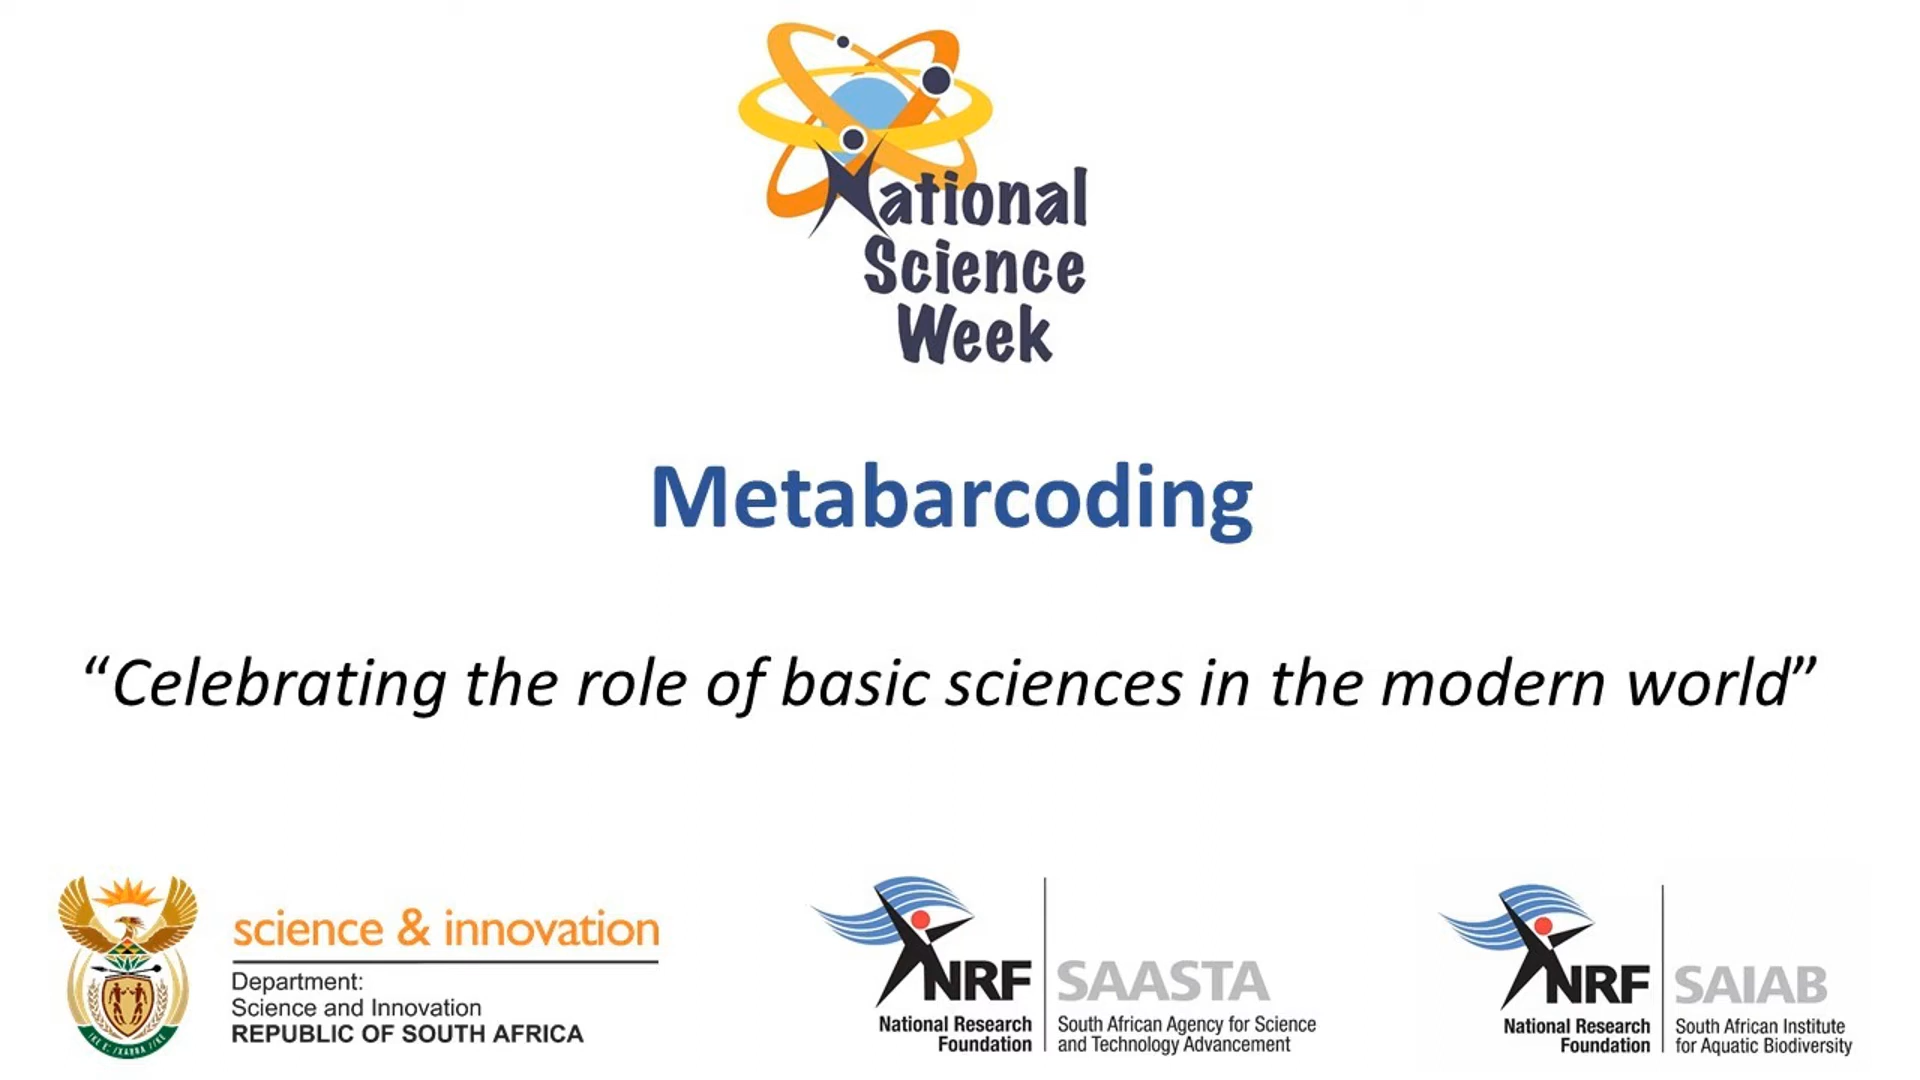 National
Science
Week
Metabarcoding
“Celebrating the role of basic sciences in the modern world”
science & innovation
Department:
Science and Innovation
REPUBLIC OF SOUTH AFRICA
NRF
National Research
Foundation
SAASTA
South African Agency for Science
and Technology Advancement
NRF
National Research
Foundation
SAIAB
South African Institute
for Aquatic Biodiversity